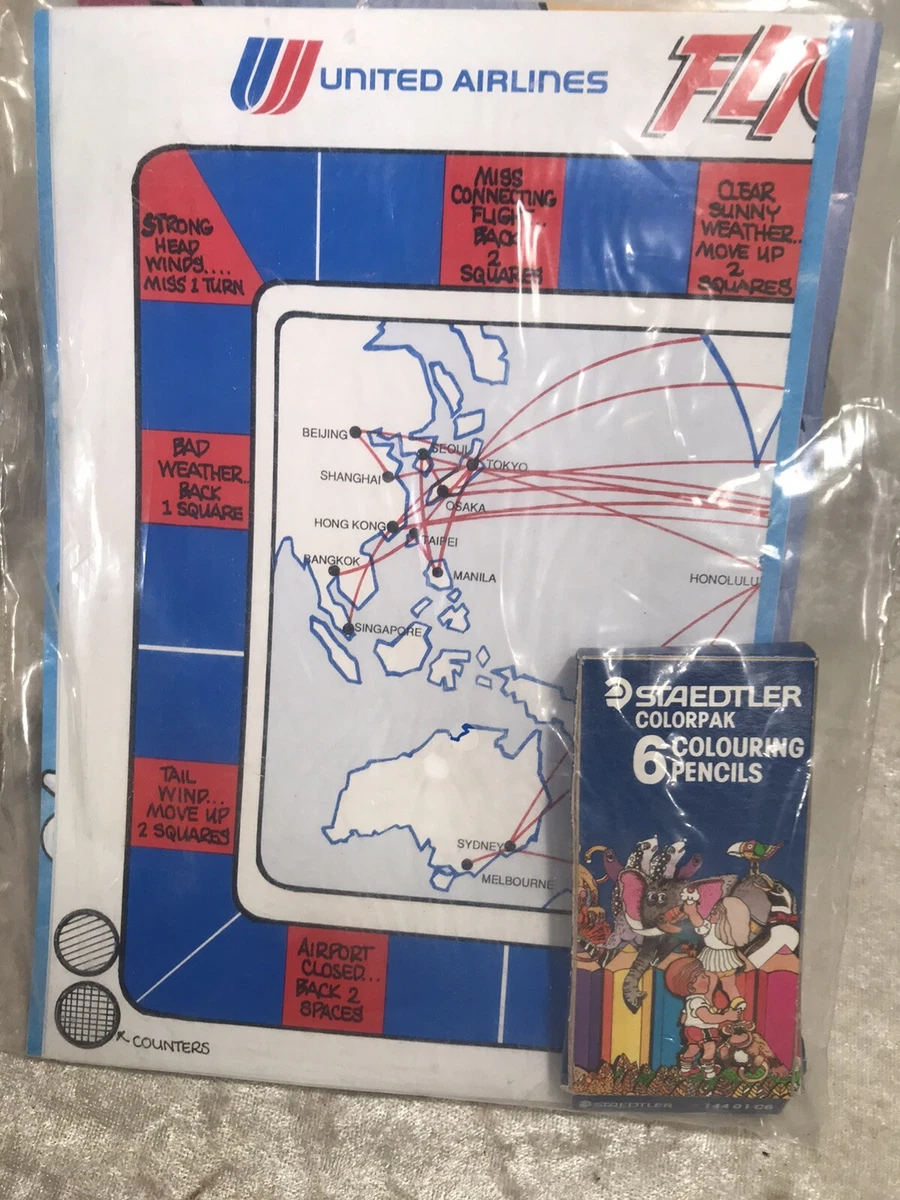 UNITED AIRLINES
STRONG
HEAD
WINDS....
MISS 1 TURN
MISS
CONNECTING
BACK
2
SQUARES
CLEAR
SUNNY
WEATHER..
MOVE UP
2
SQUARES
BAD
WEATHER..
BACK
1 SQUARE
TAIL
WIND...
MOVE UP
2 SQUARES
AIRPORT
CLOSED...
BACK 2
SPACES
COUNTERS
BEIJING
SEOUL
TOKYO
SHANGHAI
OSAKA
HONG KONG
TAIPEI
BANGKOK
MANILA
HONOLULU
SINGAPORE
SYDNEY
MELBOURNE
STAEDTLER
COLORPAK
6 COLOURING
PENCILS
STAEDTLER 144 01 C6